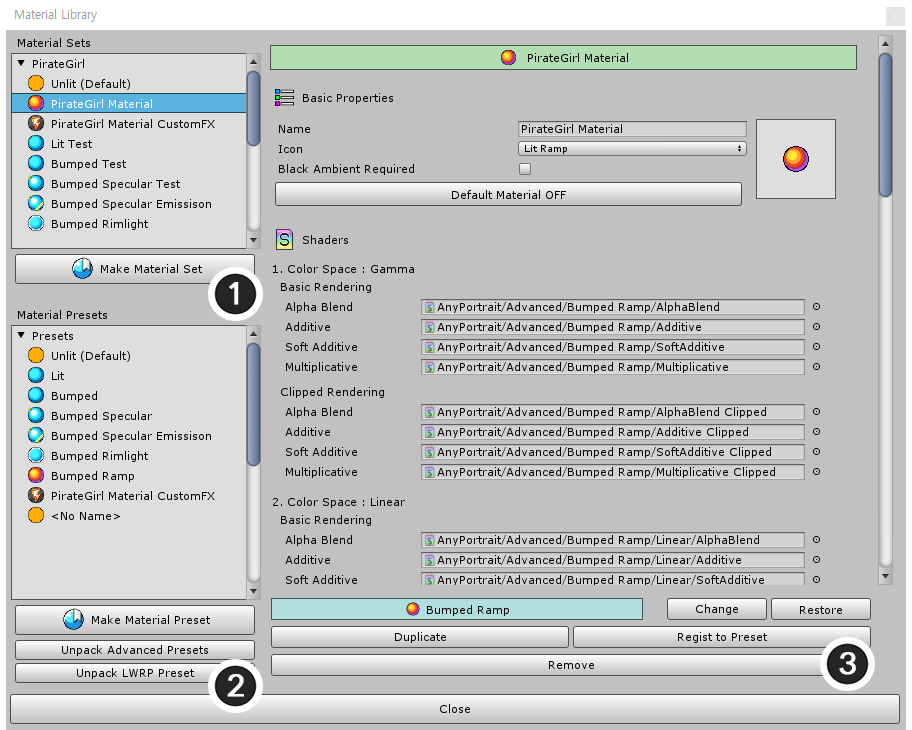 Material Library
Material Sets
PirateGirl
Unlit (Default)
PirateGirl Material
PirateGirl Material CustomFX
Lit Test
Bumped Test
Bumped Specular Test
Bumped Specular Emissison
Bumped Rimlight
Make Material Set
1
Material Presets
Presets
Unlit (Default)
Lit
Bumped
Bumped Specular
Bumped Specular Emissison
Bumped Rimlight
Bumped Ramp
PirateGirl Material CustomFX
<No Name>
Make Material Preset
Unpack Advanced Presets
Unpack LWRP Preset
2
PirateGirl Material
Basic Properties
Name PirateGirl Material
Icon Lit Ramp
Black Ambient Required
Default Material OFF
S Shaders
1. Color Space : Gamma
Basic Rendering
Alpha Blend AnyPortrait/Advanced/Bumped Ramp/AlphaBlend
Additive AnyPortrait/Advanced/Bumped Ramp/Additive
Soft Additive AnyPortrait/Advanced/Bumped Ramp/SoftAdditive
Multiplicative AnyPortrait/Advanced/Bumped Ramp/Multiplicative
Clipped Rendering
Alpha Blend AnyPortrait/Advanced/Bumped Ramp/AlphaBlend Clipped
Additive AnyPortrait/Advanced/Bumped Ramp/Additive Clipped
Soft Additive AnyPortrait/Advanced/Bumped Ramp/SoftAdditive Clipped
Multiplicative AnyPortrait/Advanced/Bumped Ramp/Multiplicative Clipped
2. Color Space : Linear
Basic Rendering
Alpha Blend AnyPortrait/Advanced/Bumped Ramp/Linear/AlphaBlend
Additive AnyPortrait/Advanced/Bumped Ramp/Linear/Additive
Soft Additive AnyPortrait/Advanced/Bumped Ramp/Linear/SoftAdditive
Bumped Ramp Change Restore
Duplicate Regist to Preset
Remove
3
Close